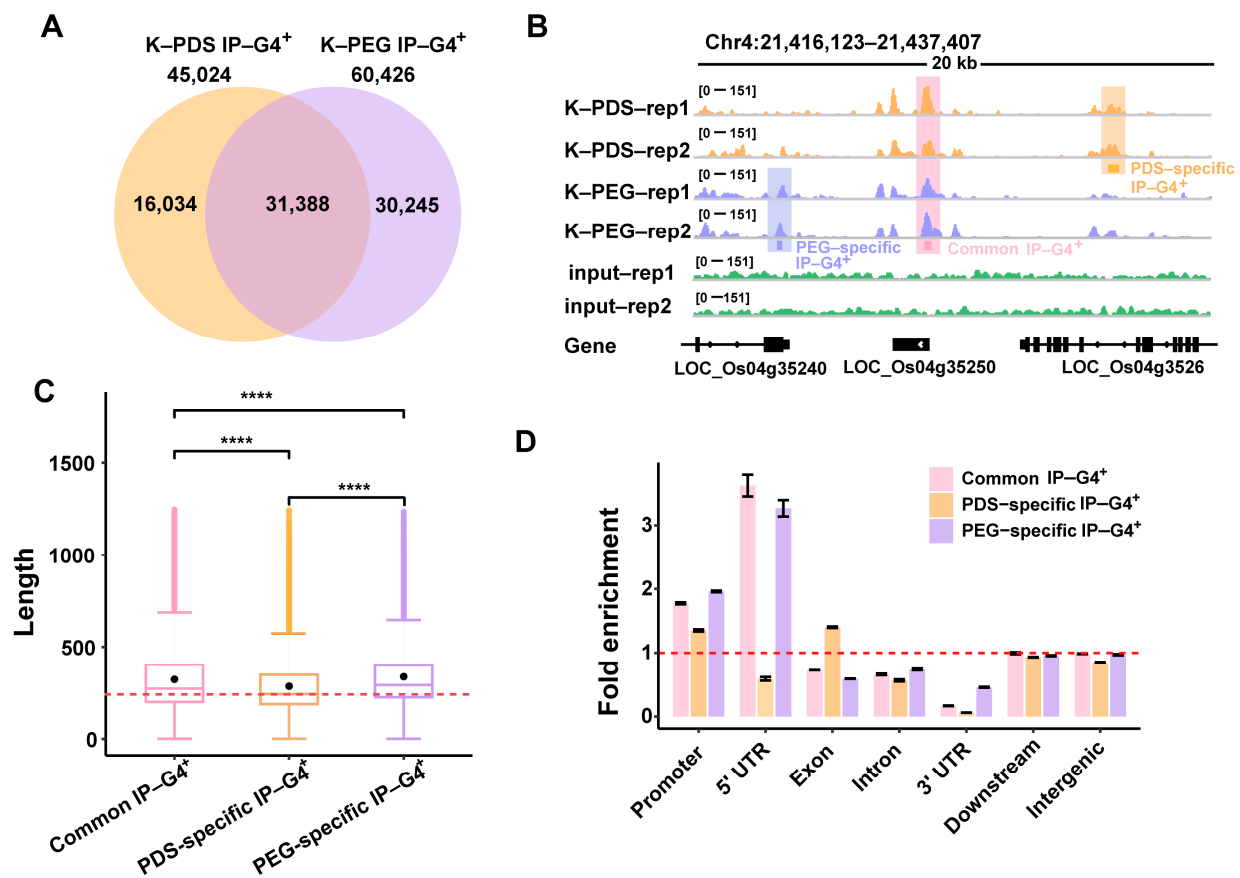 A
K–PDS IP–G4+
K–PEG IP–G4+
45,024
60,426
16,034
31,388
30,245
B
Chr4:21,416,123–21,437,407
20 kb
K–PDS–rep1
[0 – 151]
K–PDS–rep2
[0 – 151]
PDS–specific
IP–G4+
K–PEG–rep1
[0 – 151]
K–PEG–rep2
[0 – 151]
PEG–specific
IP–G4+
Common IP–G4+
input–rep1
[0 – 151]
input–rep2
[0 –151]
Gene
LOC_Os04g35240
LOC_Os04g35250
LOC_Os04g3526
C
Length
1500
1000
500
0
****
****
****
Common IP–G4+
PDS-specific IP–G4+
PEG-specific IP–G4+
D
Fold enrichment
3
2
1
0
Common IP–G4+
PDS–specific IP–G4+
PEG–specific IP–G4+
Promoter
5' UTR
Exon
Intron
3' UTR
Downstream
Intergenic